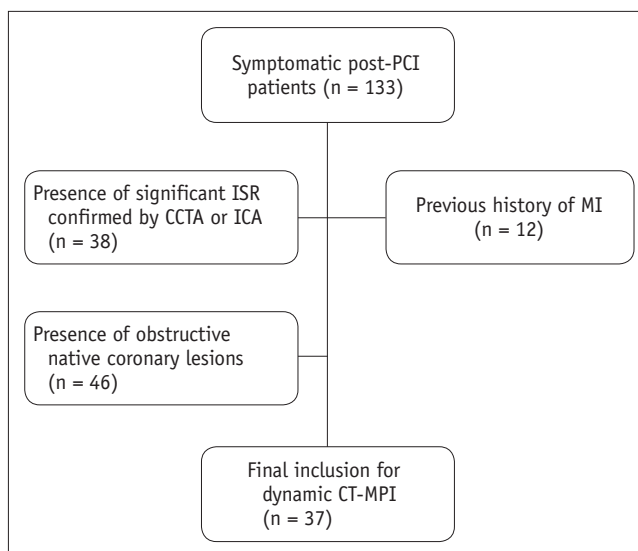 Symptomatic post-PCI
patients (n = 133)
Presence of significant ISR
confirmed by CCTA or ICA
(n = 38)
Previous history of MI
(n = 12)
Presence of obstructive
native coronary lesions
(n = 46)
Final inclusion for
dynamic CT-MPI
(n = 37)